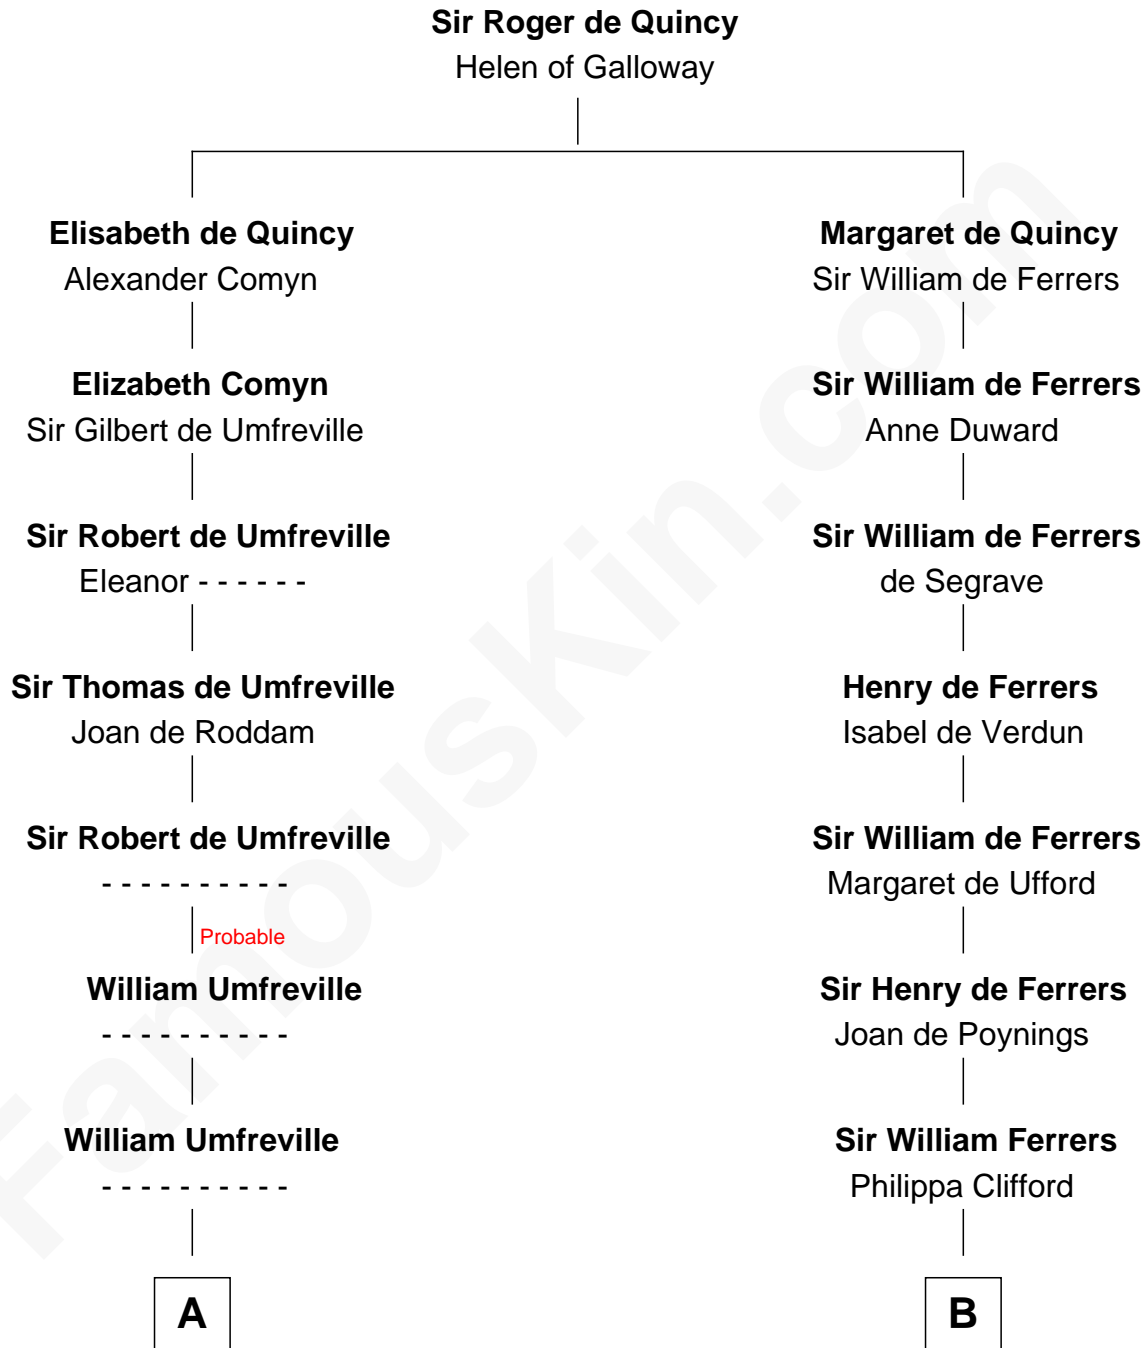 Sir Roger de Quincy
Helen of Galloway
Elisabeth de Quincy
Alexander Comyn
Margaret de Quincy
Sir William de Ferrers
Elizabeth Comyn
Sir Gilbert de Umfreville
Sir William de Ferrers
Anne Duward
Sir Robert de Umfreville
Eleanor - - - - - -
Sir William de Ferrers
de Segrave
Sir Thomas de Umfreville
Joan de Roddam
Henry de Ferrers
Isabel de Verdun
Sir Robert de Umfreville
- - - - - - - - - -
Sir William de Ferrers
Margaret de Ufford
Probable
William Umfreville
- - - - - - - - - -
Sir Henry de Ferrers
Joan de Poynings
William Umfreville
- - - - - - - - - -
Sir William Ferrers
Philippa Clifford
A
B
FamousKin.com